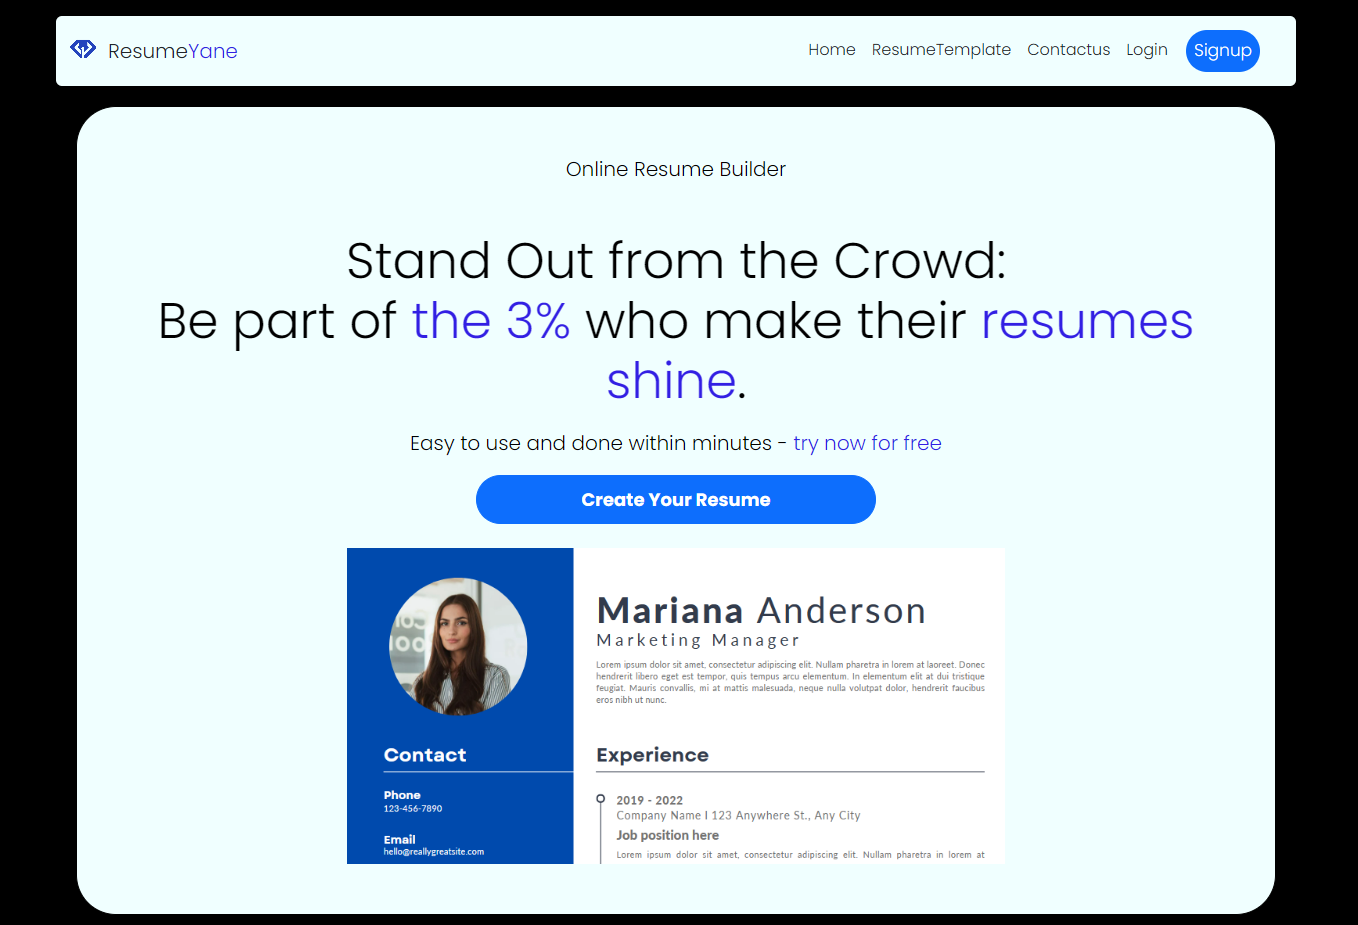 ResumeYane
Home ResumeTemplate Contactus Login Signup
Online Resume Builder
Stand Out from the Crowd:
Be part of the 3% who make their resumes
shine.
Easy to use and done within minutes - try now for free
Create Your Resume
Mariana Anderson
Marketing Manager
Lorem ipsum dolor sit amet, consectetur adipiscing elit. Nullam pharetra in lorem at laoreet. Donec
hendrerit libero eget est tempor, quis tempus arcu elementum. In elementum elit at dui tristique
feugiat. Mauris convallis, mi at mattis malesuada, neque nulla volutpat dolor, hendrerit faucibus
eros nibh ut nunc.
Contact
Phone
123-456-7890
Email
hello@reallygreatsite.com
Experience
2019 - 2022
Company Name l 123 Anywhere St., Any City
Job position here
Lorem ipsum dolor sit amet, consectetur adipiscing elit. Nullam pharetra in lorem at